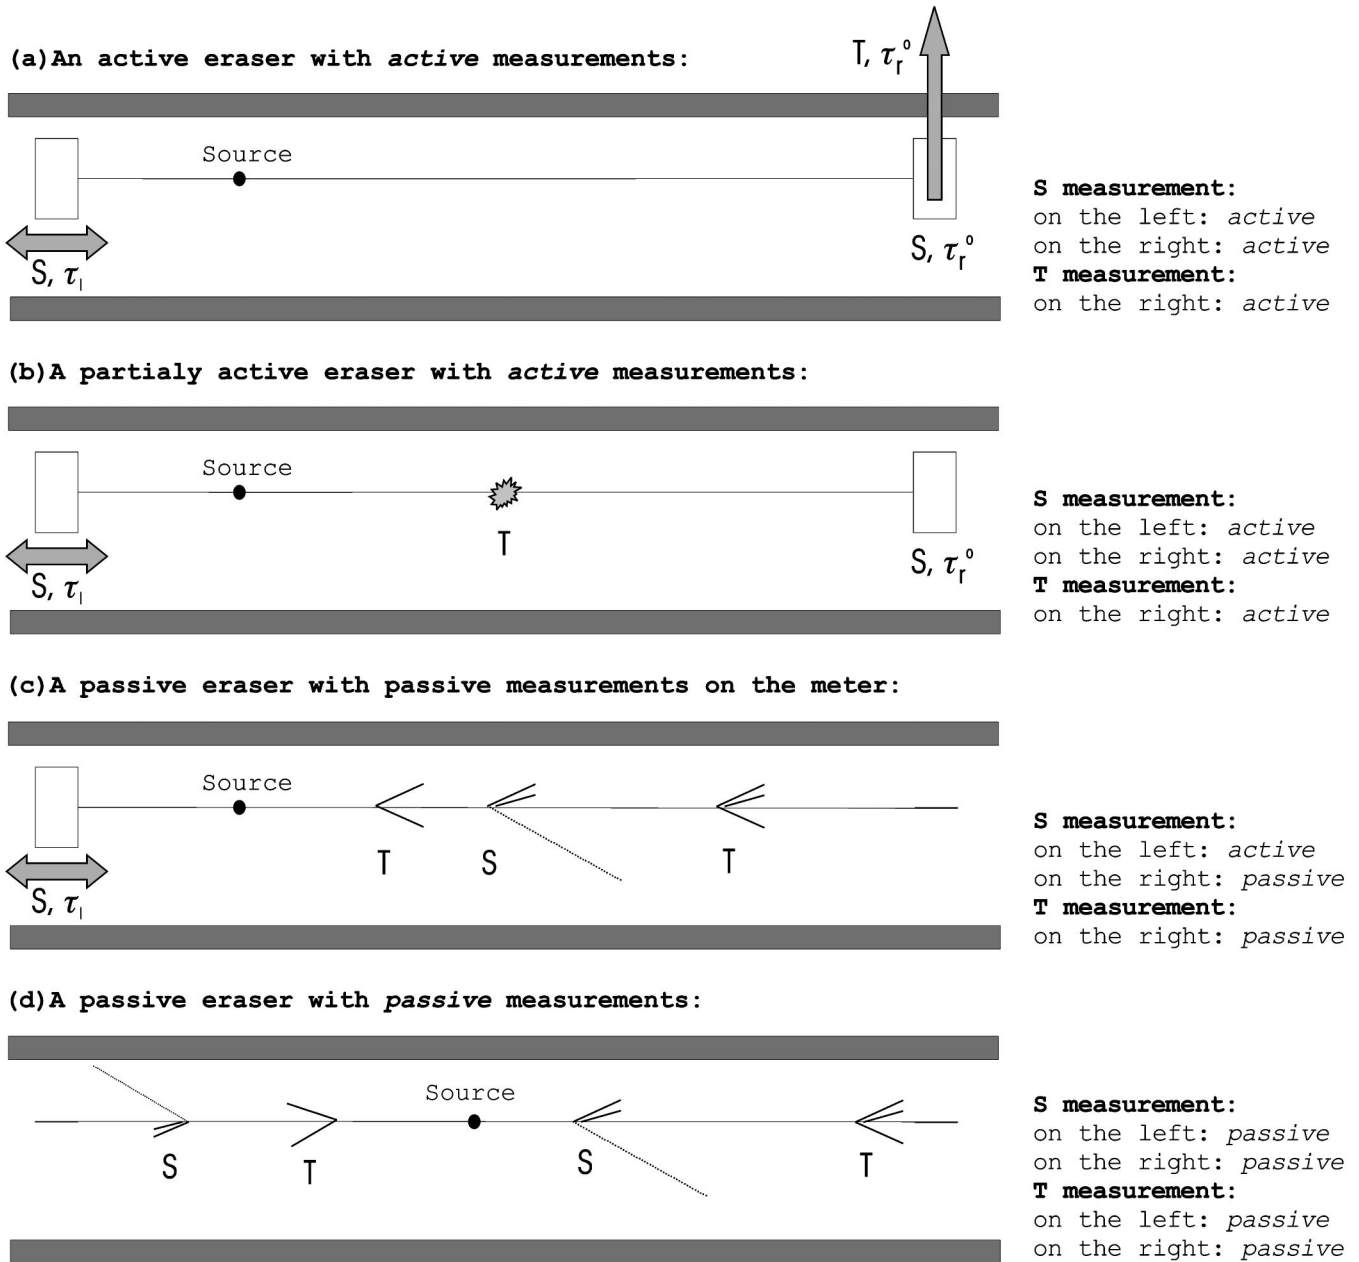 (a)An active eraser with active measurements:
T, τr°
Source
S, τl
S, τr°
S measurement:
on the left: active
on the right: active
T measurement:
on the right: active
(b)A partialy active eraser with active measurements:
Source
T
S, τl
S, τr°
S measurement:
on the left: active
on the right: active
T measurement:
on the right: active
(c)A passive eraser with passive measurements on the meter:
Source
T S T
S, τl
S measurement:
on the left: active
on the right: passive
T measurement:
on the right: passive
(d)A passive eraser with passive measurements:
Source
S T S T
S measurement:
on the left: passive
on the right: passive
T measurement:
on the left: passive
on the right: passive